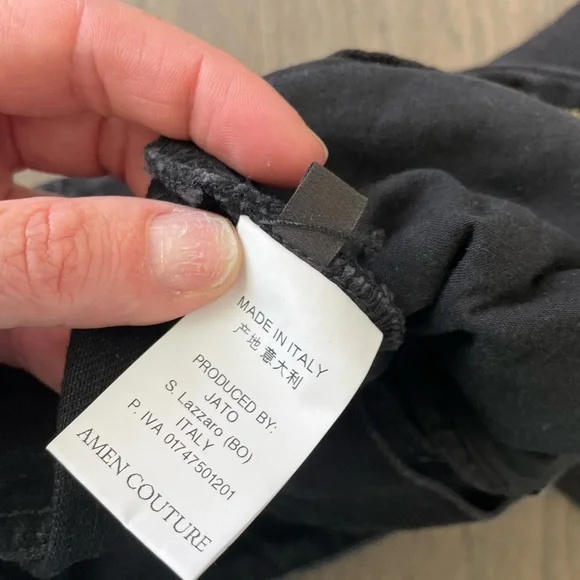 MADE IN ITALY
产地 意大利
PRODUCED BY:
JATO
S. Lazzaro (BO)
ITALY
P. IVA 01747501201
AMEN COUTURE